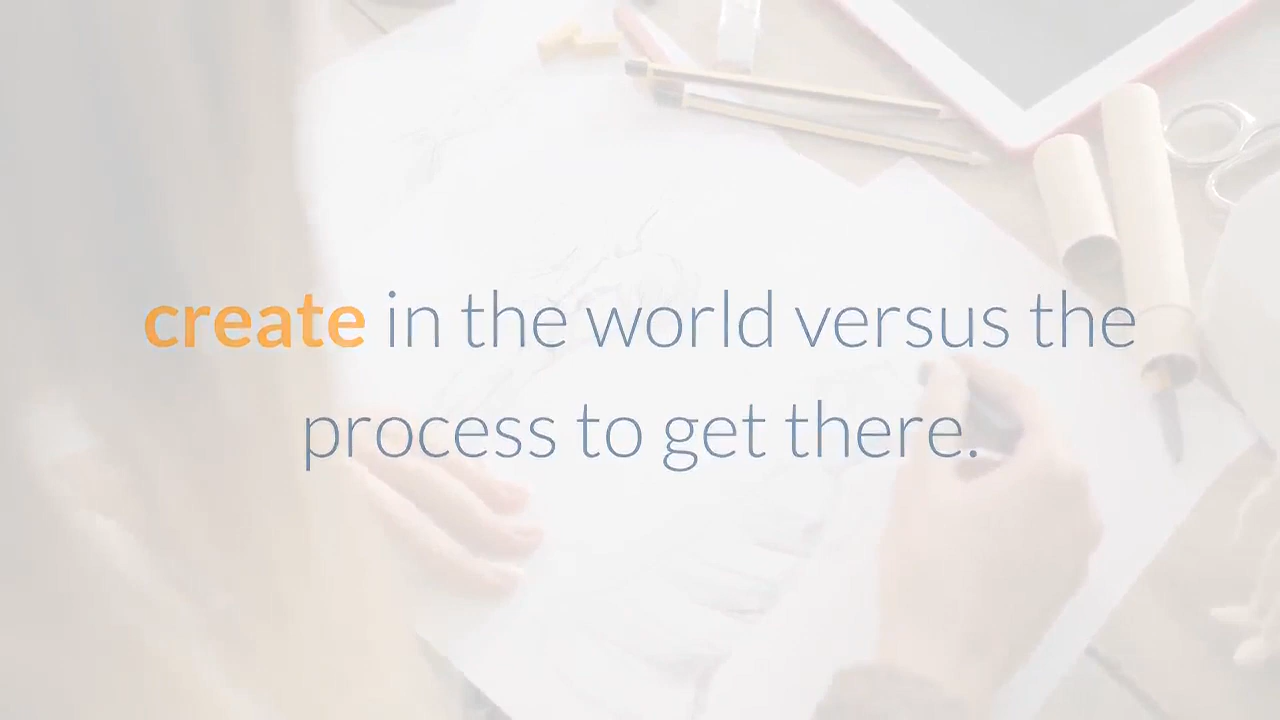 create in the world versus the
process to get there.